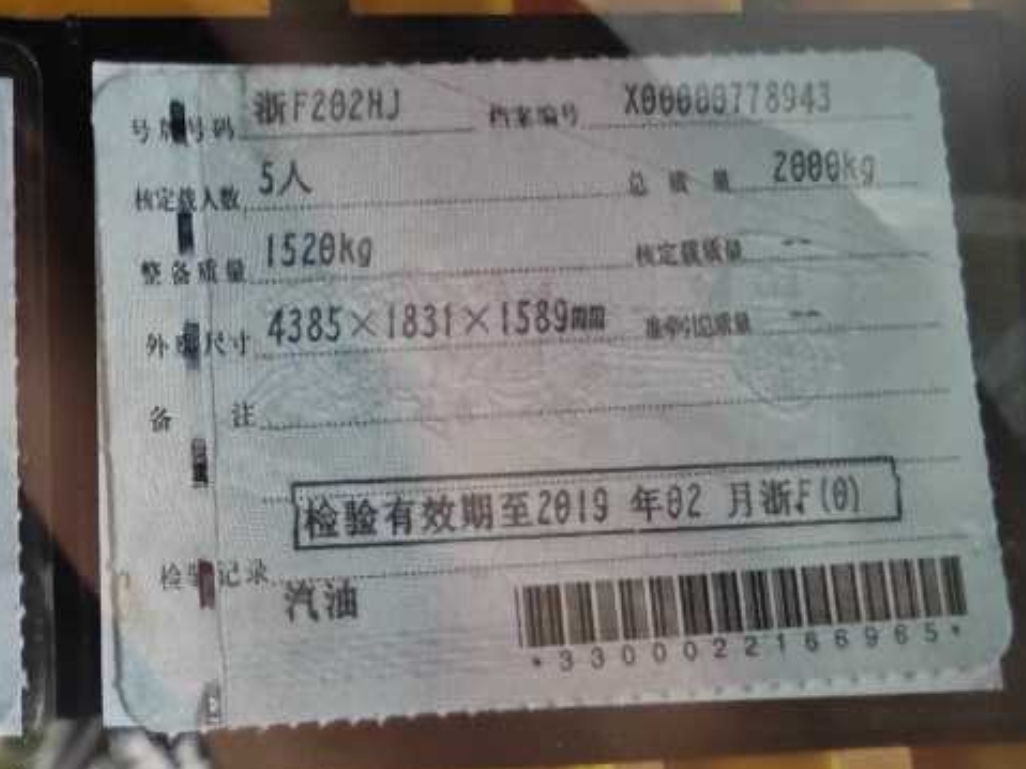 号牌号码 浙F202HJ 档案编号 X00000778943
核定载人数 5人 总质量 2000kg
整备质量 1520kg 核定载质量 --
外廓尺寸 4385×1831×1589mm 准牵引总质量 --
备注
检验有效期至2019年02月浙F(0)
检验记录
汽油
*3300022166965*